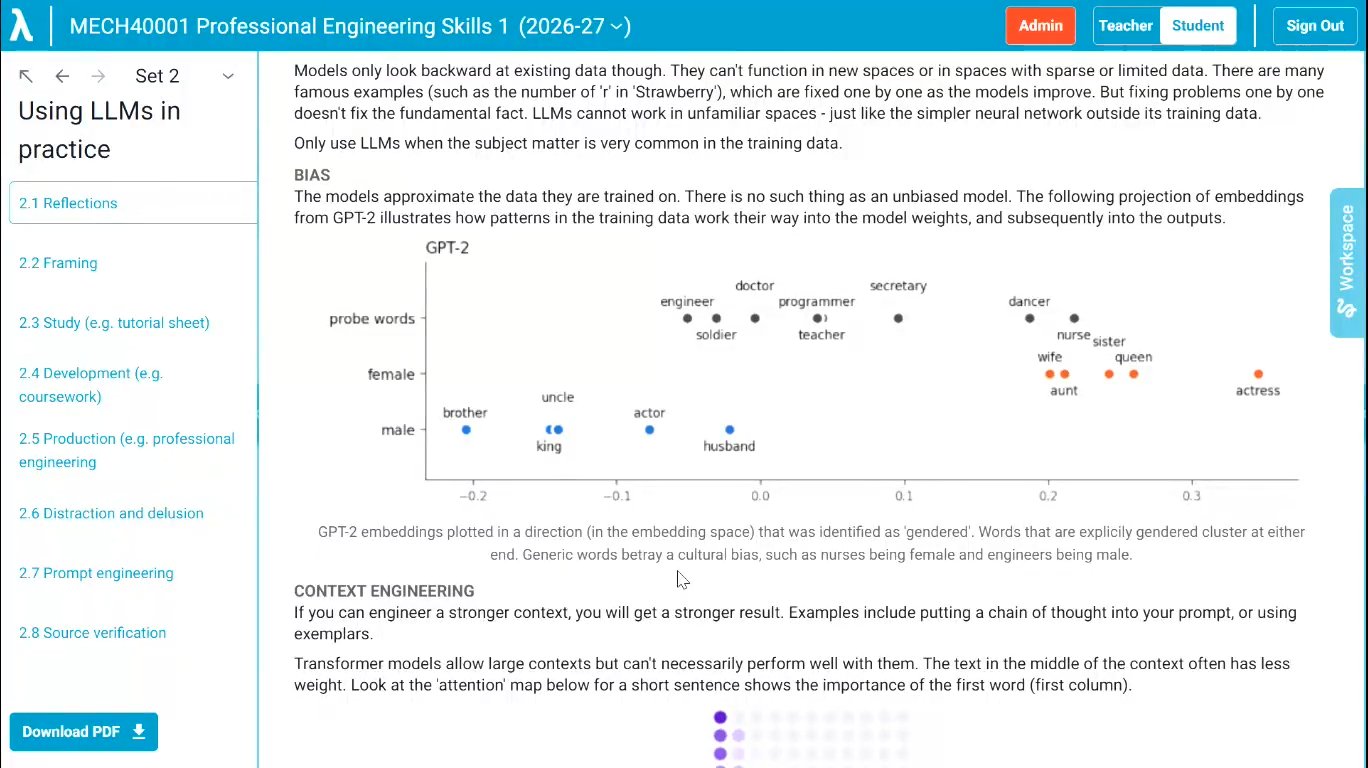 λ MECH40001 Professional Engineering Skills 1 (2026-27)
Admin
Teacher
Student
Sign Out
Set 2
Using LLMs in
practice
2.1 Reflections
2.2 Framing
2.3 Study (e.g. tutorial sheet)
2.4 Development (e.g.
coursework)
2.5 Production (e.g. professional
engineering
2.6 Distraction and delusion
2.7 Prompt engineering
2.8 Source verification
Download PDF
Models only look backward at existing data though. They can't function in new spaces or in spaces with sparse or limited data. There are many
famous examples (such as the number of 'r' in 'Strawberry'), which are fixed one by one as the models improve. But fixing problems one by one
doesn't fix the fundamental fact. LLMs cannot work in unfamiliar spaces - just like the simpler neural network outside its training data.
Only use LLMs when the subject matter is very common in the training data.
BIAS
The models approximate the data they are trained on. There is no such thing as an unbiased model. The following projection of embeddings
from GPT-2 illustrates how patterns in the training data work their way into the model weights, and subsequently into the outputs.
GPT-2
doctor secretary
engineer programmer dancer
probe words
soldier teacher nurse sister
wife queen
female
aunt actress
uncle
brother actor
male
king husband
−0.2 −0.1 0.0 0.1 0.2 0.3
GPT-2 embeddings plotted in a direction (in the embedding space) that was identified as 'gendered'. Words that are explicily gendered cluster at either
end. Generic words betray a cultural bias, such as nurses being female and engineers being male.
CONTEXT ENGINEERING
If you can engineer a stronger context, you will get a stronger result. Examples include putting a chain of thought into your prompt, or using
exemplars.
Transformer models allow large contexts but can't necessarily perform well with them. The text in the middle of the context often has less
weight. Look at the 'attention' map below for a short sentence shows the importance of the first word (first column).
Workspace